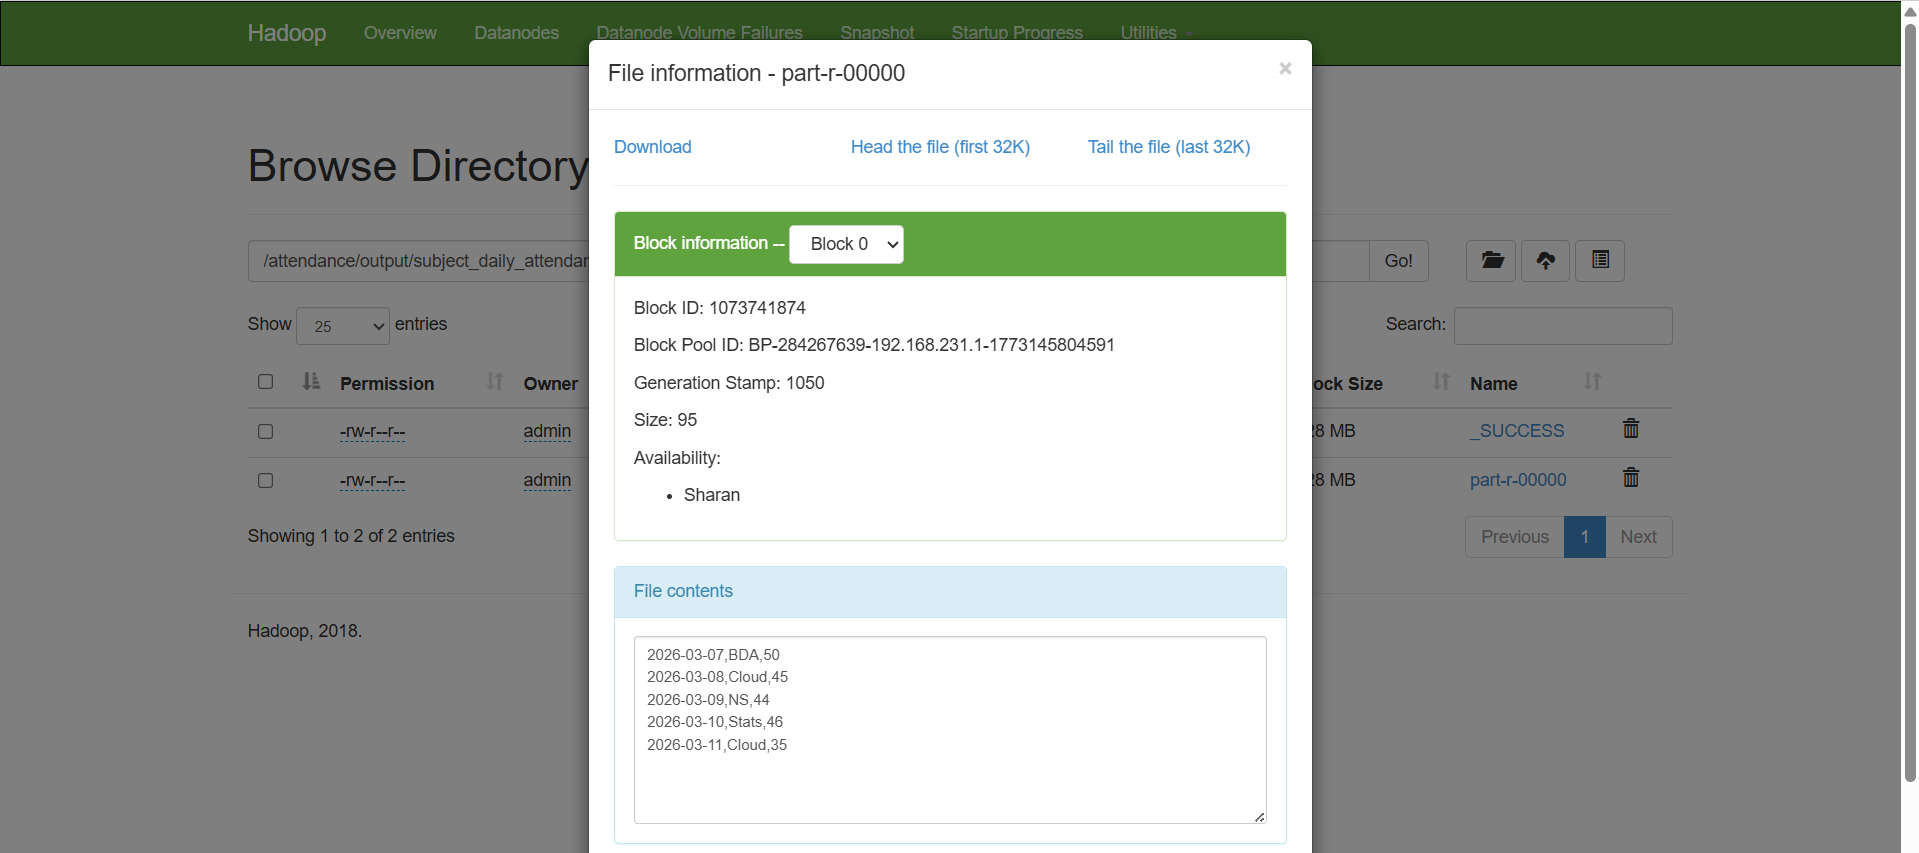 Hadoop Overview Datanodes Datanode Volume Failures Snapshot Startup Progress Utilities
File information - part-r-00000 ×
Download Head the file (first 32K) Tail the file (last 32K)
Browse Directory
Block information -- Block 0
/attendance/output/subject_daily_attendan Go!
Block ID: 1073741874
Show 25 entries Search:
Block Pool ID: BP-284267639-192.168.231.1-1773145804591
Permission Owner ock Size Name
Generation Stamp: 1050
Size: 95
-rw-r--r-- admin 28 MB _SUCCESS
Availability:
-rw-r--r-- admin 28 MB part-r-00000
• Sharan
Showing 1 to 2 of 2 entries Previous 1 Next
File contents
Hadoop, 2018.
2026-03-07,BDA,50
2026-03-08,Cloud,45
2026-03-09,NS,44
2026-03-10,Stats,46
2026-03-11,Cloud,35